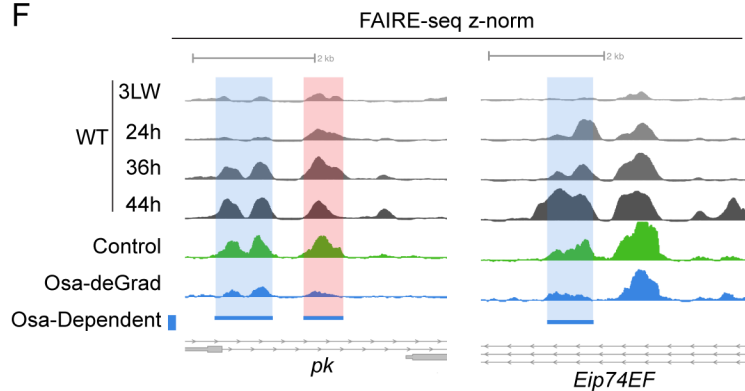 F
FAIRE-seq z-norm
2 kb
2 kb
WT
3LW
24h
36h
44h
Control
Osa-deGrad
Osa-Dependent
pk
Eip74EF